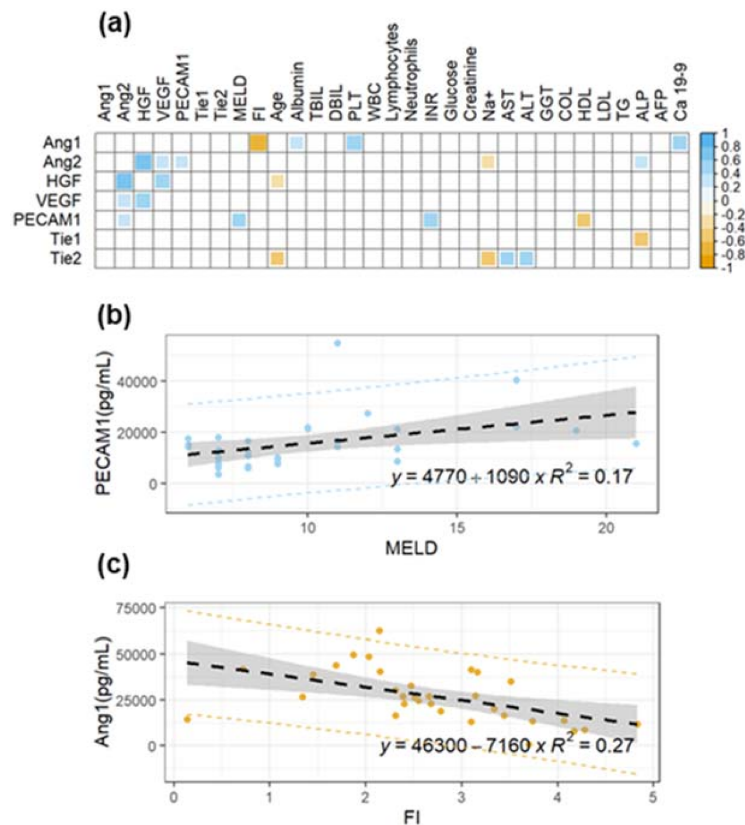 (a)
Ang1 Ang2 HGF VEGF PECAM1 Tie1 Tie2 MELD FI Age Albumin TBIL DBIL PLT WBC Lymphocytes Neutrophils INR Glucose Creatinine Na+ AST ALT GGT COL HDL LDL TG ALP AFP Ca 19-9
Ang1
Ang2
HGF
VEGF
PECAM1
Tie1
Tie2
1
0.8
0.6
0.4
0.2
0
-0.2
-0.4
-0.6
-0.8
-1
(b)
PECAM1(pg/mL)
40000
20000
0
y = 4770 + 1090 x R² = 0.17
10 15 20
MELD
(c)
Ang1(pg/mL)
75000
50000
25000
0
y = 46300 − 7160 x R² = 0.27
0 1 2 3 4 5
FI